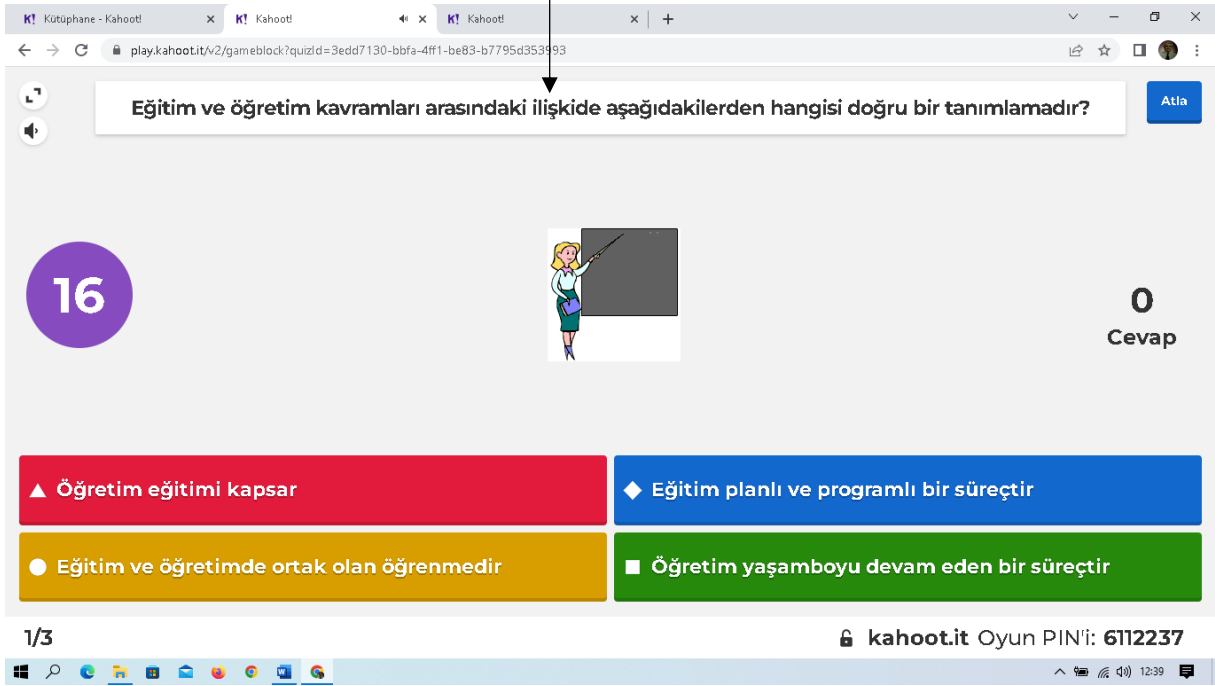 K! Kütüphane - Kahoot!
K! Kahoot!
K! Kahoot!
play.kahoot.it/v2/gameblock?quizId=3edd7130-bbfa-4ff1-be83-b7795d353993
Eğitim ve öğretim kavramları arasındaki ilişkide aşağıdakilerden hangisi doğru bir tanımlamadır?
Atla
16
0
Cevap
Öğretim eğitimi kapsar
Eğitim planlı ve programlı bir süreçtir
Eğitim ve öğretimde ortak olan öğrenmedir
Öğretim yaşamboyu devam eden bir süreçtir
1/3
kahoot.it Oyun PIN'i: 6112237
12:39